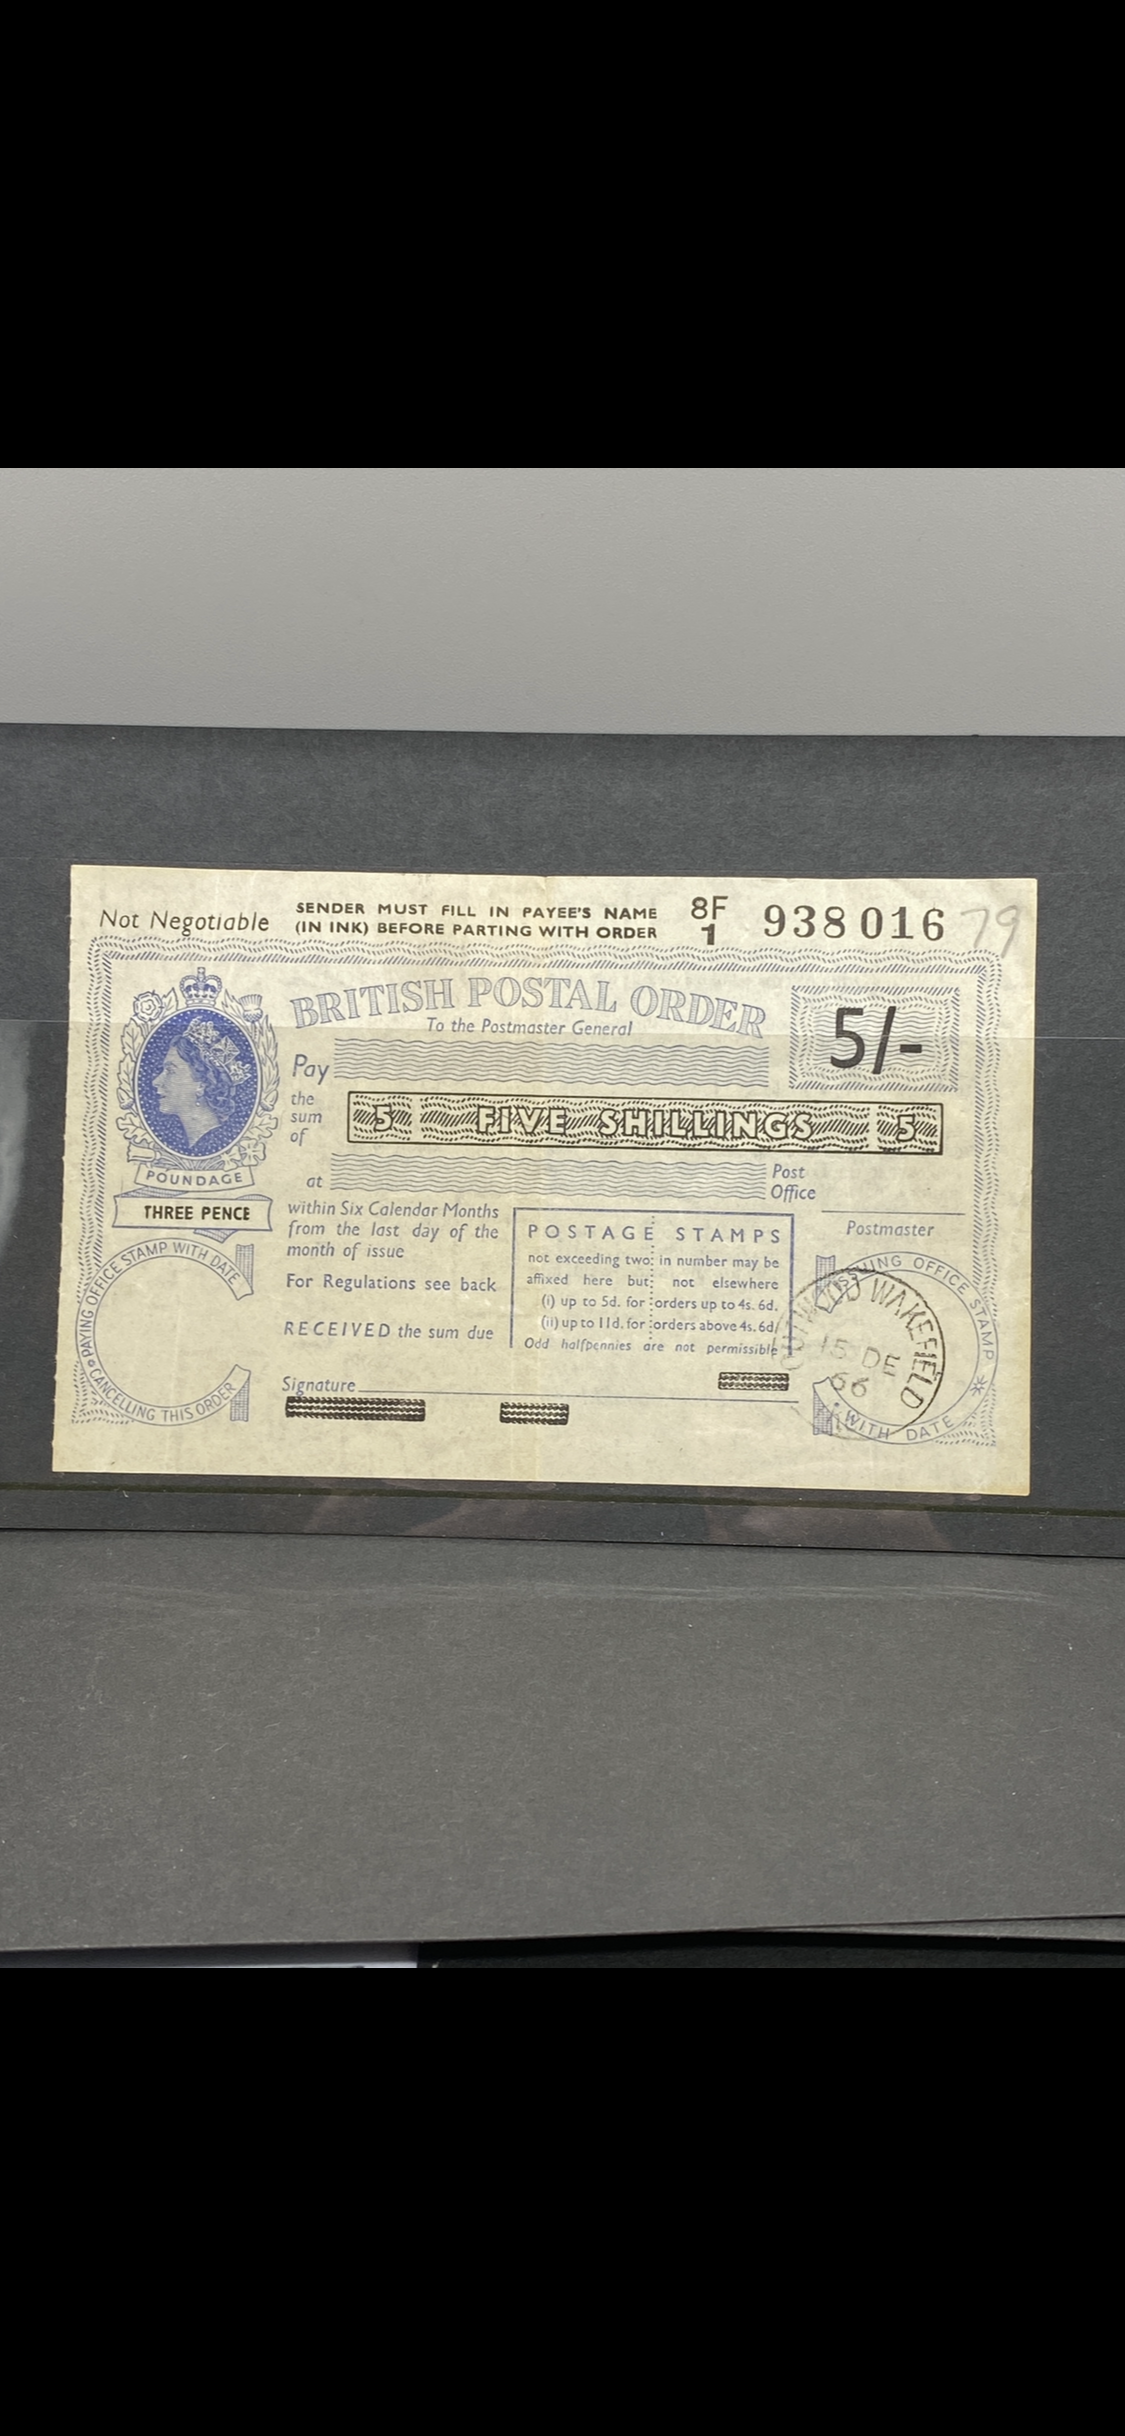 Not Negotiable
SENDER MUST FILL IN PAYEE'S NAME
(IN INK) BEFORE PARTING WITH ORDER
8F
1
938016
79
BRITISH POSTAL ORDER
To the Postmaster General
5/-
Pay
the
sum
of
5 FIVE SHILLINGS 5
at
Post
Office
POUNDAGE
THREE PENCE
within Six Calendar Months
from the last day of the
month of issue
For Regulations see back
RECEIVED the sum due
Signature
POSTAGE STAMPS
not exceeding two in number may be
affixed here but not elsewhere
(i) up to 5d. for orders up to 4s. 6d.
(ii) up to 11d. for orders above 4s. 6d.
Odd halfpennies are not permissible
Postmaster
PAYING OFFICE STAMP WITH DATE
CANCELLING THIS ORDER
OFFICE STAMP
WITH DATE
WAKEFIELD
15 DE
66